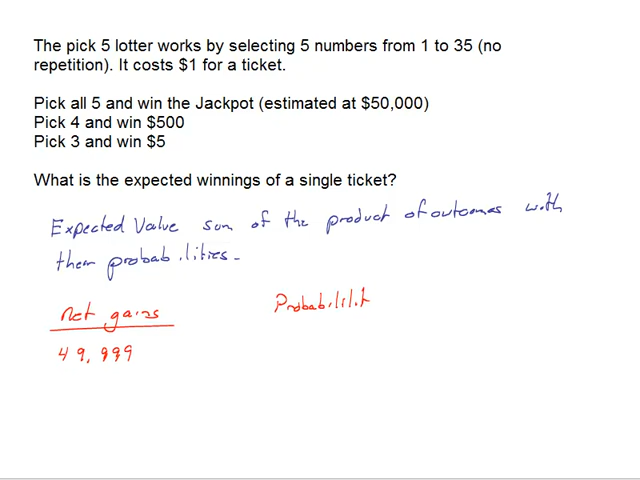 The pick 5 lotter works by selecting 5 numbers from 1 to 35 (no
repetition). It costs $1 for a ticket.
Pick all 5 and win the Jackpot (estimated at $50,000)
Pick 4 and win $500
Pick 3 and win $5
What is the expected winnings of a single ticket?
Expected Value sum of the product of outcomes with
their probabilities.
Net gains
Probabililit
49,999